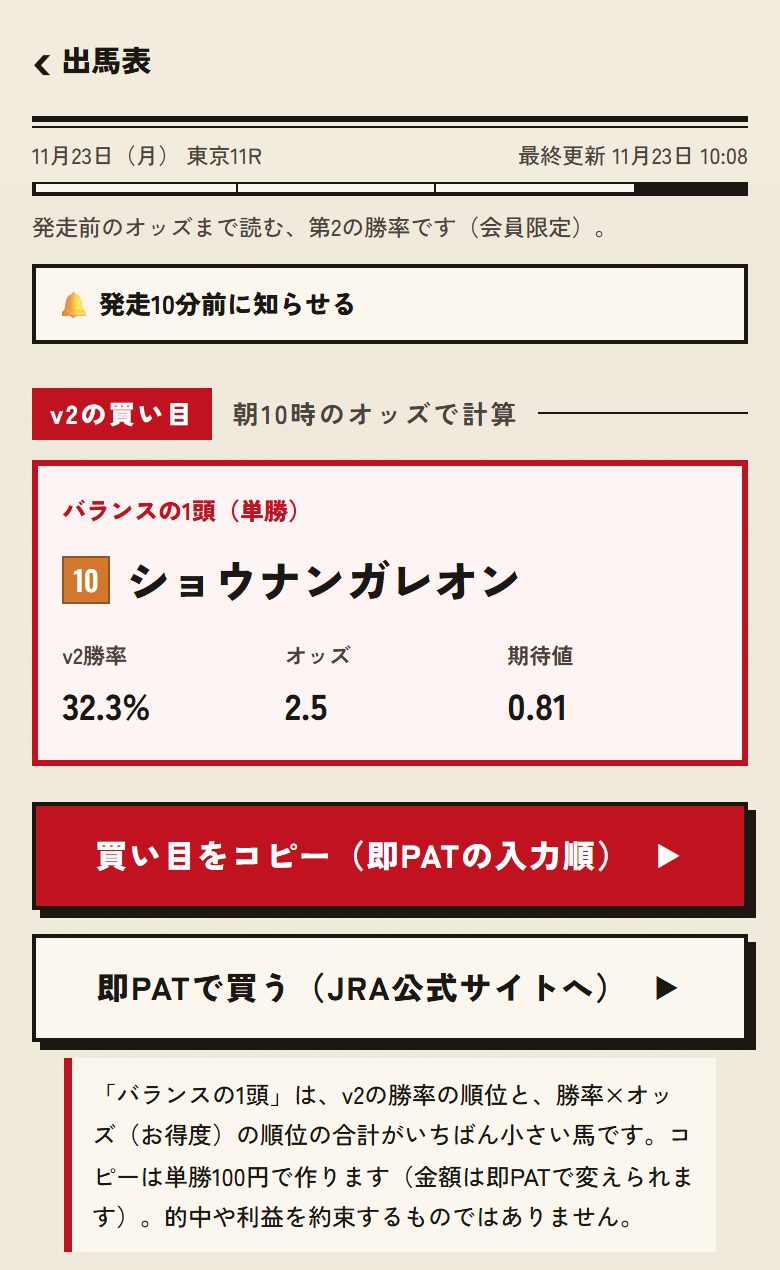 出馬表
11月23日（月） 東京11R
最終更新 11月23日 10:08
発走前のオッズまで読む、第2の勝率です（会員限定）。
発走10分前に知らせる
v2の買い目
朝10時のオッズで計算
バランスの1頭（単勝）
10 ショウナンガレオン
v2勝率 オッズ 期待値
32.3% 2.5 0.81
買い目をコピー（即PATの入力順） ▶
即PATで買う（JRA公式サイトへ） ▶
「バランスの1頭」は、v2の勝率の順位と、勝率×オッ
ズ（お得度）の順位の合計がいちばん小さい馬です。コ
ピーは単勝100円で作ります（金額は即PATで変えられま
す）。的中や利益を約束するものではありません。